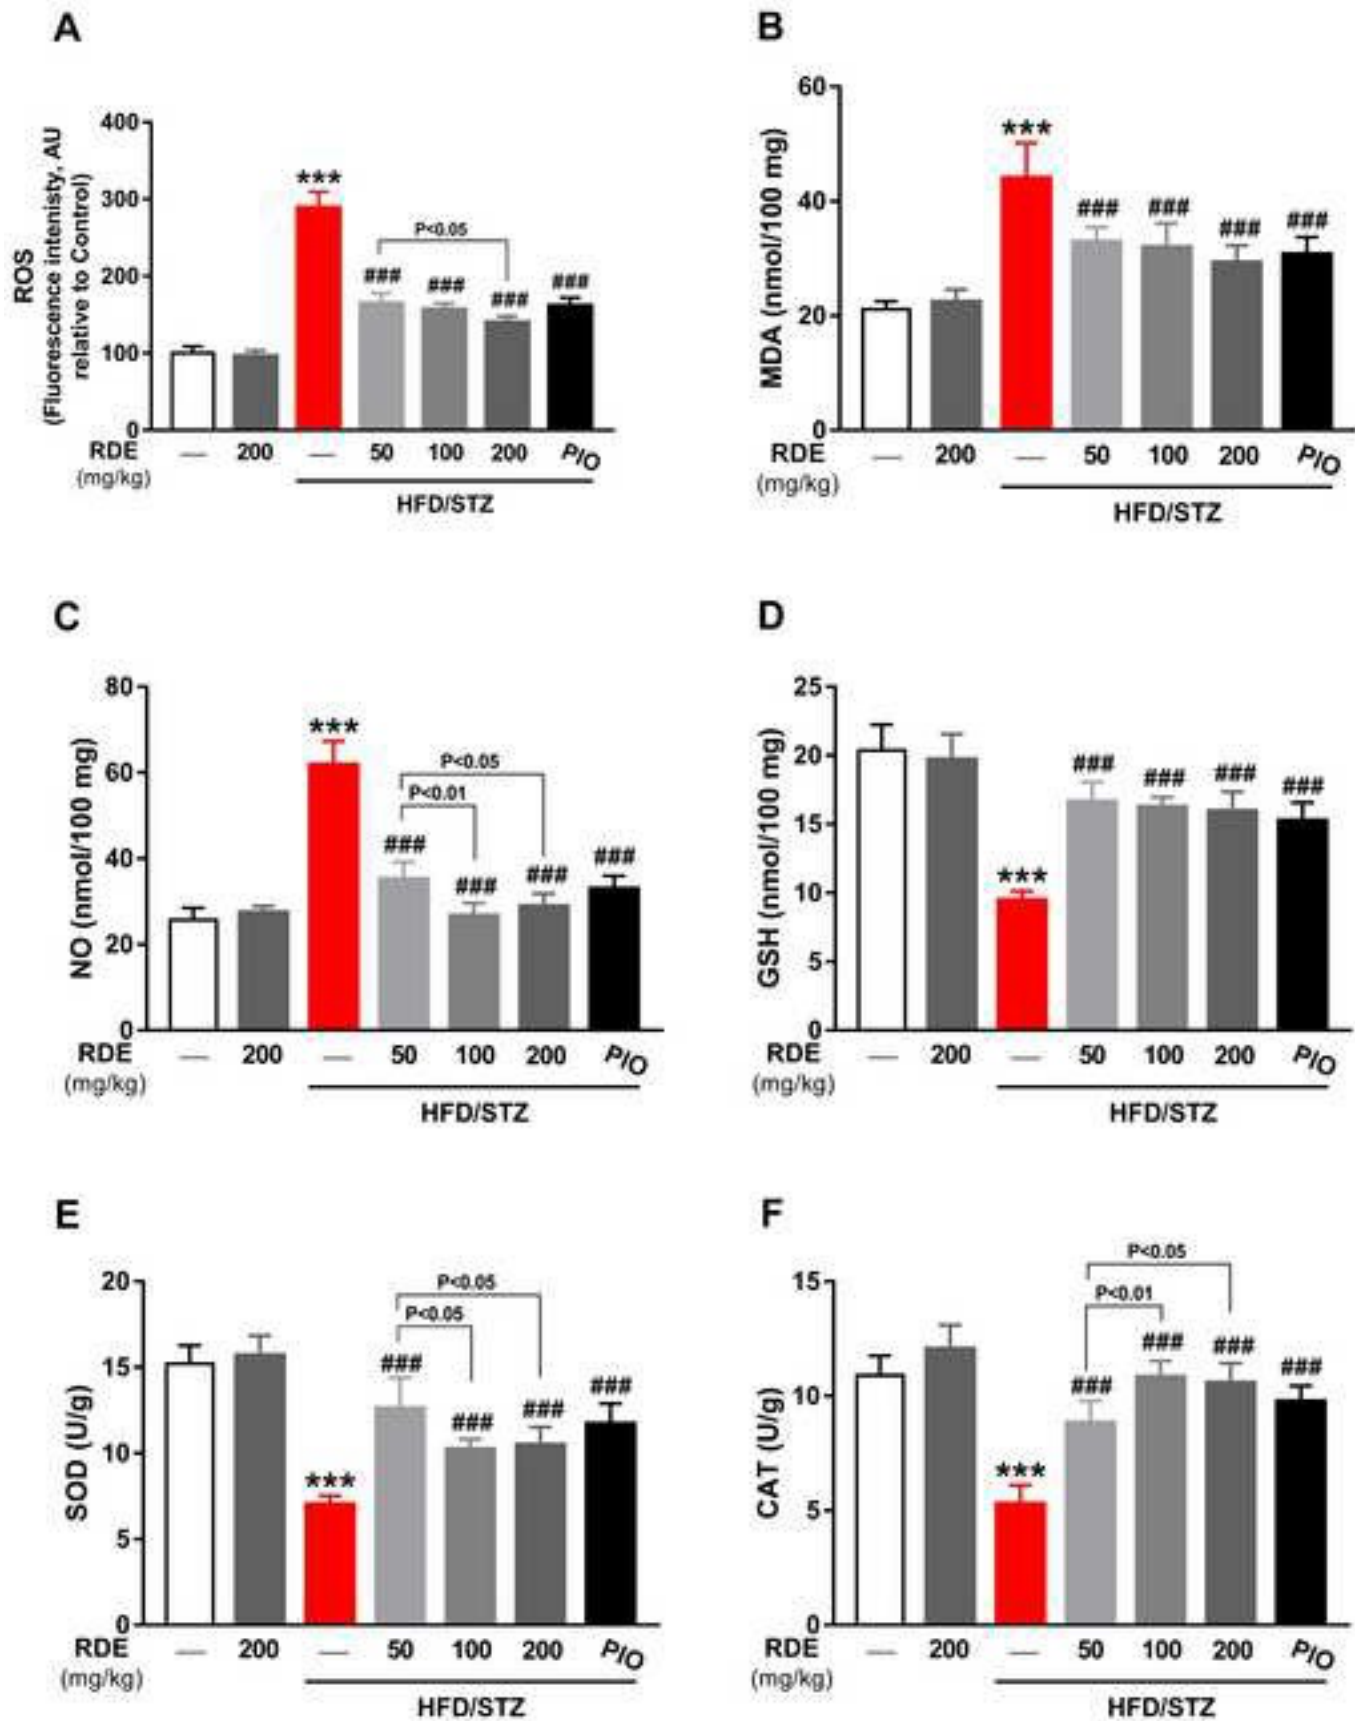 A
ROS
(Fluorescence intenisty, AU
relative to Control)
400
300
200
100
0
***
P<0.05
###
###
###
###
RDE — 200 — 50 100 200 PIO
(mg/kg)
HFD/STZ
B
MDA (nmol/100 mg)
60
40
20
0
***
###
###
###
###
RDE — 200 — 50 100 200 PIO
(mg/kg)
HFD/STZ
C
NO (nmol/100 mg)
80
60
40
20
0
***
P<0.05
P<0.01
###
###
###
###
RDE — 200 — 50 100 200 PIO
(mg/kg)
HFD/STZ
D
GSH (nmol/100 mg)
25
20
15
10
5
0
***
###
###
###
###
RDE — 200 — 50 100 200 PIO
(mg/kg)
HFD/STZ
E
SOD (U/g)
20
15
10
5
0
***
P<0.05
P<0.05
###
###
###
###
RDE — 200 — 50 100 200 PIO
(mg/kg)
HFD/STZ
F
CAT (U/g)
15
10
5
0
***
P<0.05
P<0.01
###
###
###
###
RDE — 200 — 50 100 200 PIO
(mg/kg)
HFD/STZ